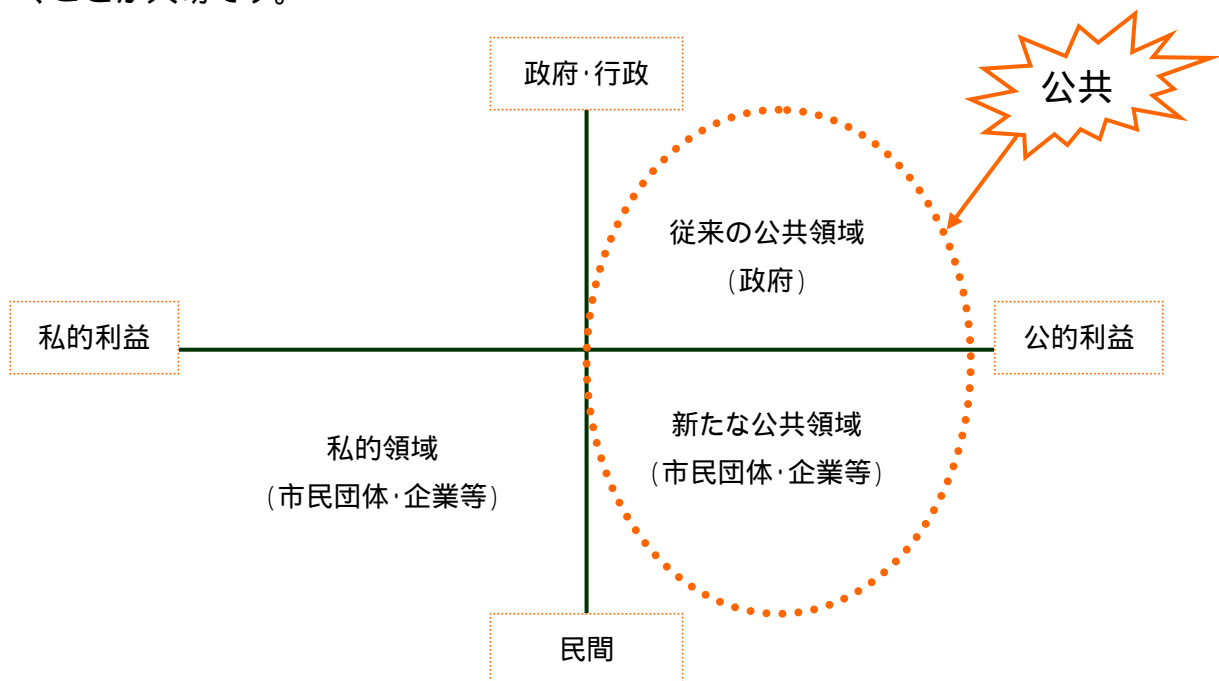 政府・行政
公共
従来の公共領域
(政府)
私的利益
公的利益
私的領域
(市民団体・企業等)
新たな公共領域
(市民団体・企業等)
民間